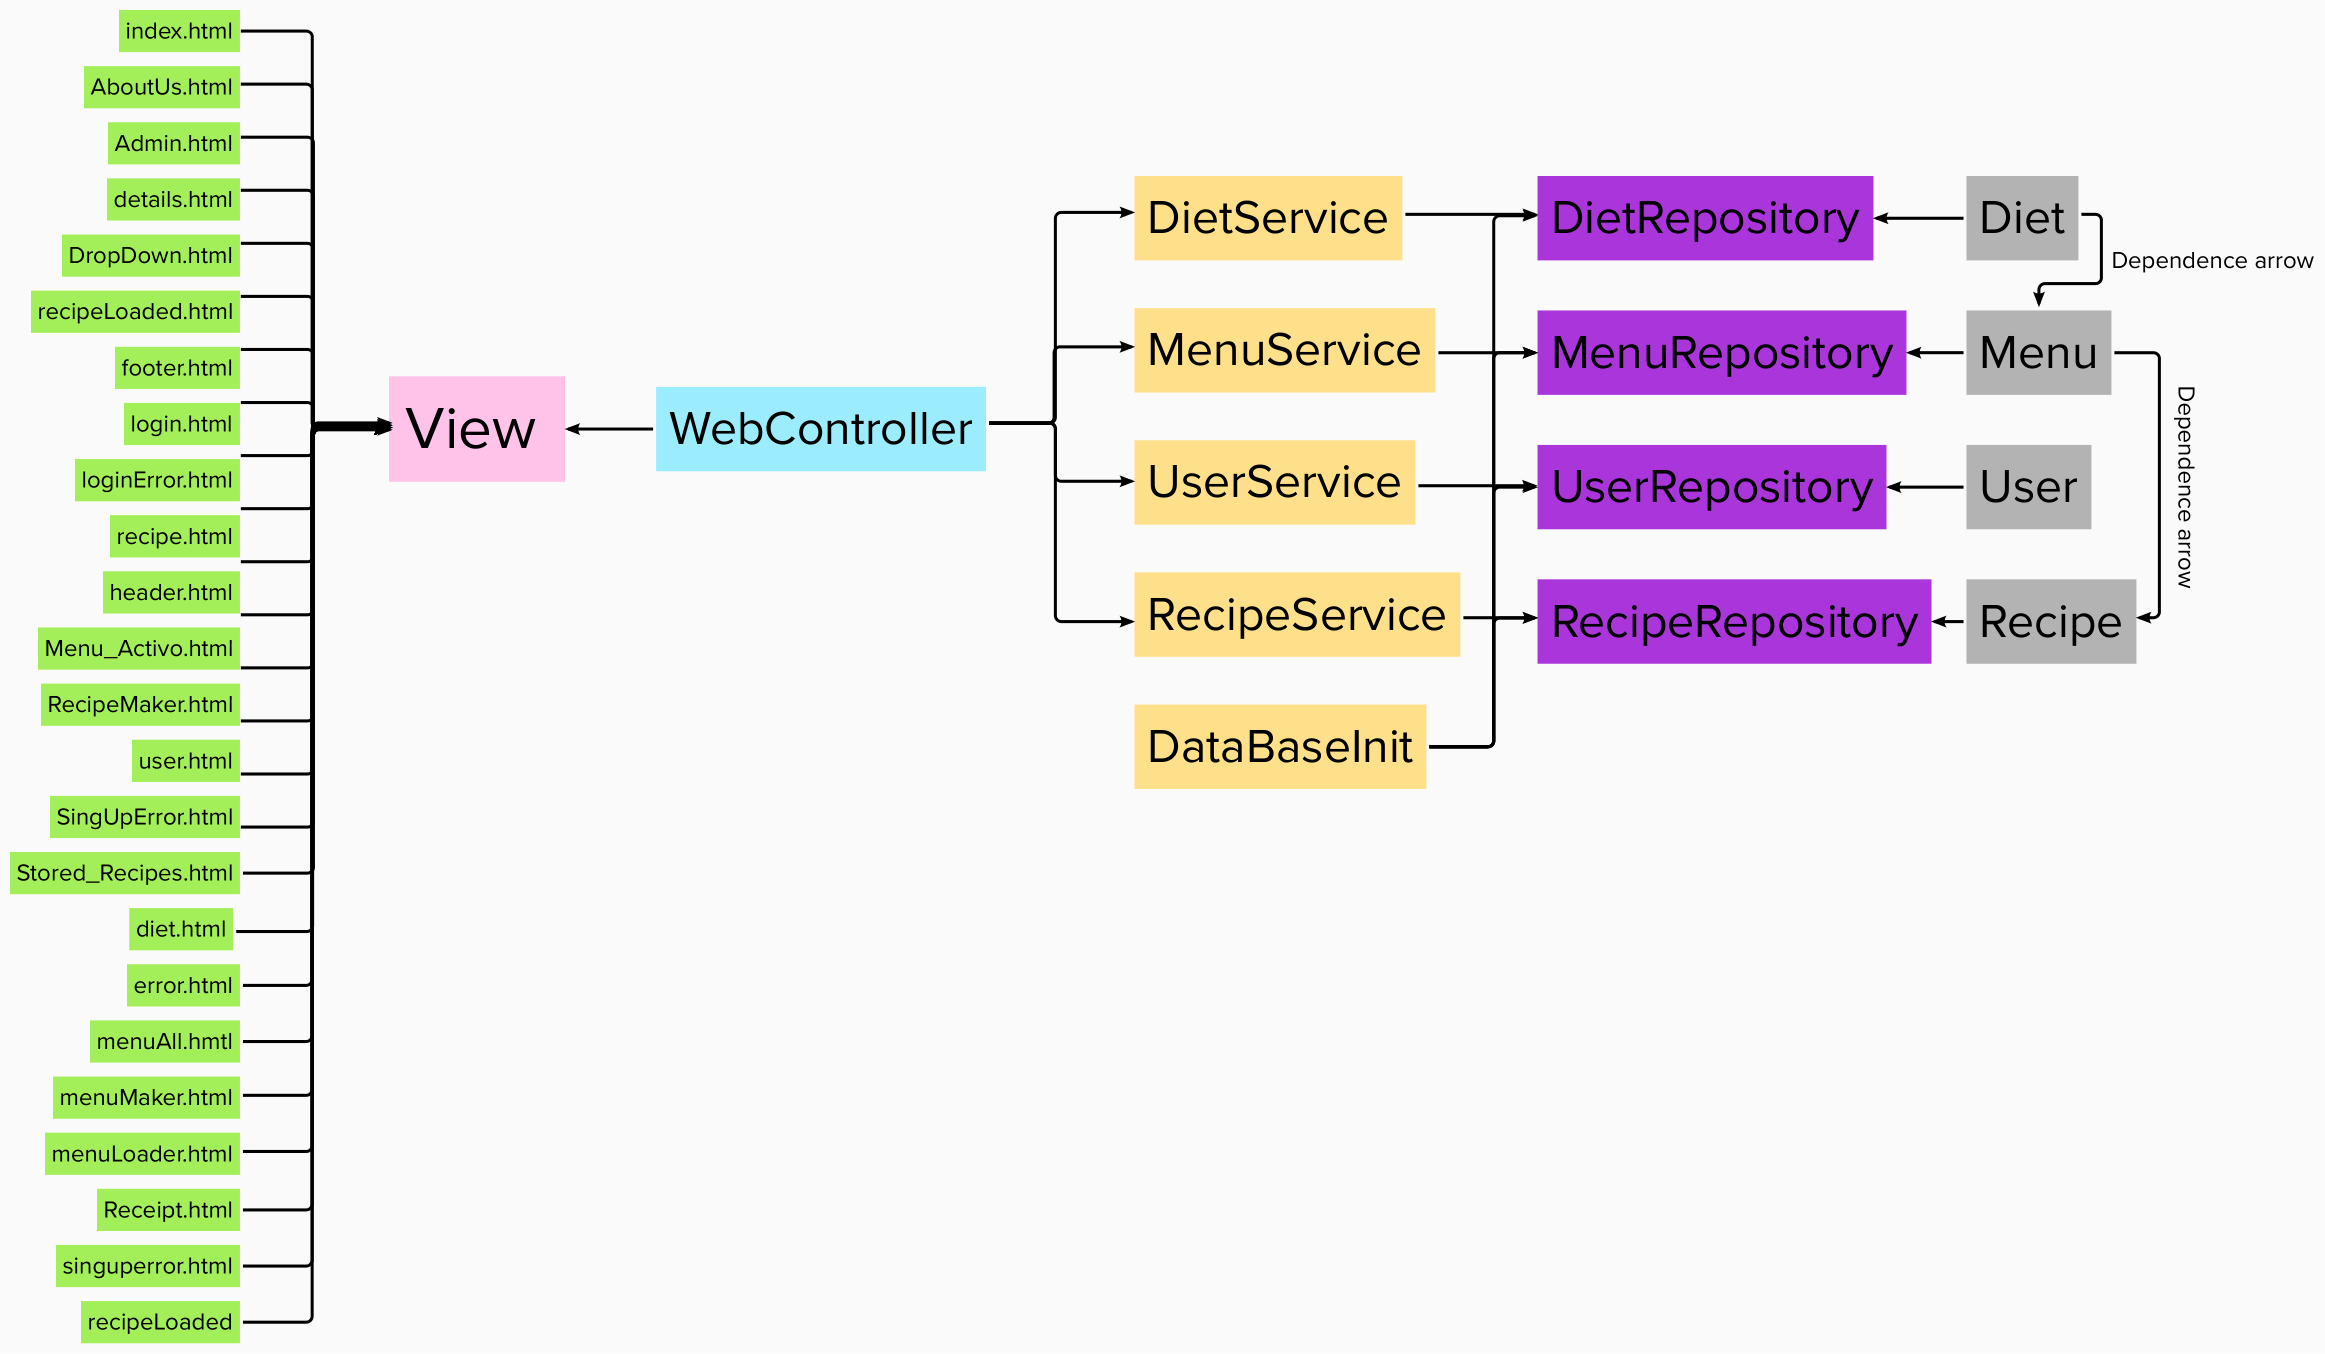 index.html
AboutUs.html
Admin.html
details.html
DropDown.html
recipeLoaded.html
footer.html
login.html
loginError.html
recipe.html
header.html
Menu_Activo.html
RecipeMaker.html
user.html
SingUpError.html
Stored_Recipes.html
diet.html
error.html
menuAll.hmtl
menuMaker.html
menuLoader.html
Receipt.html
singuperror.html
recipeLoaded
View
WebController
DietService
MenuService
UserService
RecipeService
DataBaseInit
DietRepository
MenuRepository
UserRepository
RecipeRepository
Diet
Menu
User
Recipe
Dependence arrow
Dependence arrow